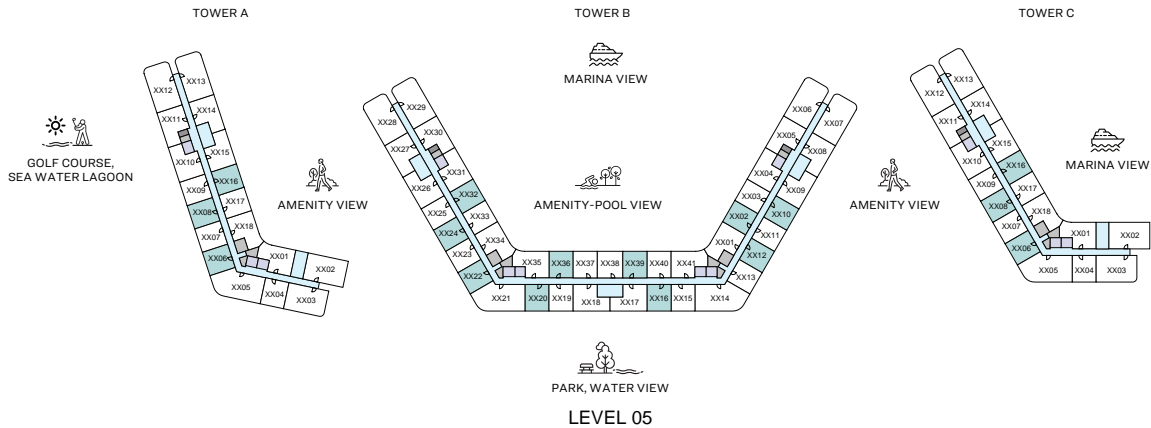 TOWER A
TOWER B
TOWER C
MARINA VIEW
GOLF COURSE,
SEA WATER LAGOON
AMENITY VIEW
AMENITY-POOL VIEW
AMENITY VIEW
MARINA VIEW
XX12
XX13
XX11
XX14
XX10
XX15
XX09
XX16
XX08
XX17
XX07
XX18
XX06
XX01
XX02
XX05
XX04
XX03
XX28
XX29
XX27
XX30
XX26
XX31
XX25
XX32
XX24
XX33
XX23
XX34
XX22
XX35
XX36
XX37
XX38
XX39
XX40
XX41
XX21
XX20
XX19
XX18
XX17
XX16
XX15
XX14
XX06
XX07
XX05
XX08
XX04
XX09
XX03
XX10
XX02
XX11
XX01
XX12
XX13
XX12
XX13
XX11
XX14
XX10
XX15
XX09
XX16
XX08
XX17
XX07
XX18
XX06
XX01
XX02
XX05
XX04
XX03
PARK, WATER VIEW
LEVEL 05